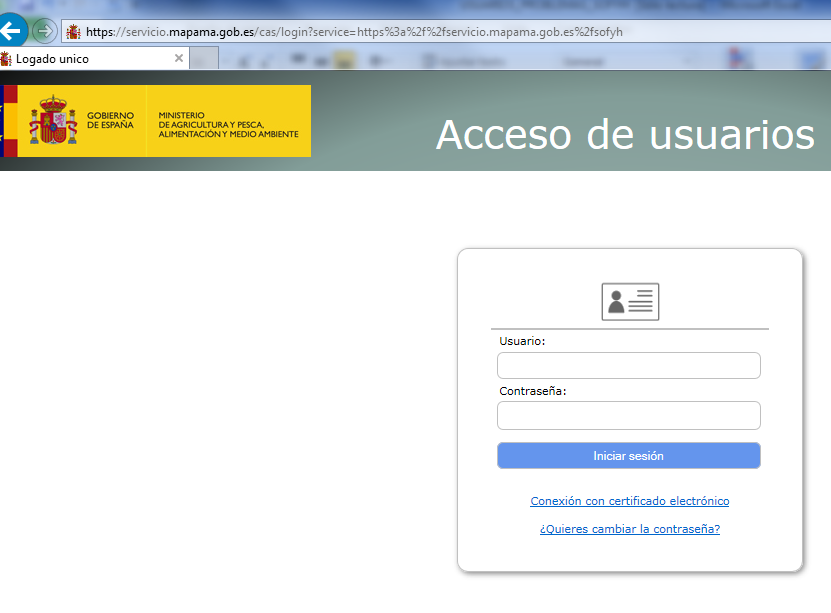 https://servicio.mapama.gob.es/cas/login?service=https%3a%2f%2fservicio.mapama.gob.es%2fsofyh
Logado unico
GOBIERNO
DE ESPAÑA
MINISTERIO
DE AGRICULTURA Y PESCA,
ALIMENTACIÓN Y MEDIO AMBIENTE
Acceso de usuarios
Usuario:
Contraseña:
Iniciar sesión
Conexión con certificado electrónico
¿Quieres cambiar la contraseña?